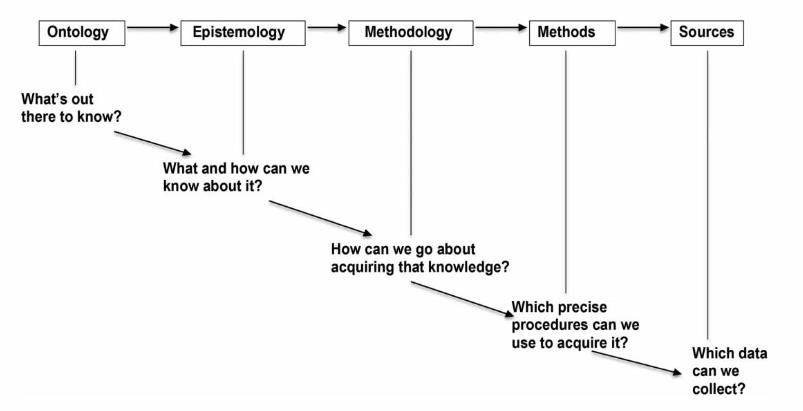 Ontology
Epistemology
Methodology
Methods
Sources
What's out
there to know?
What and how can we
know about it?
How can we go about
acquiring that knowledge?
Which precise
procedures can we
use to acquire it?
Which data
can we
collect?